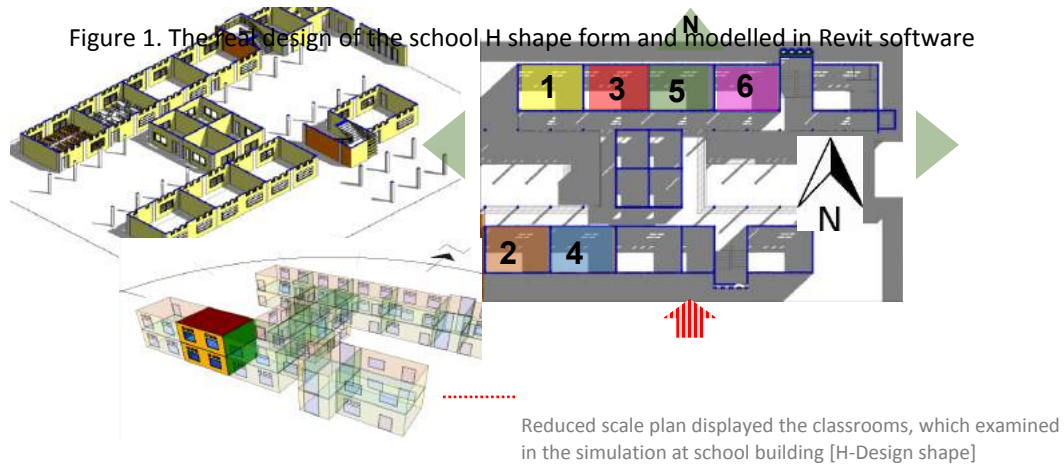 Figure 1. The real design of the school H shape form and modelled in Revit software
N
1 3 5 6
N
2 4
Reduced scale plan displayed the classrooms, which examined
in the simulation at school building [H-Design shape]